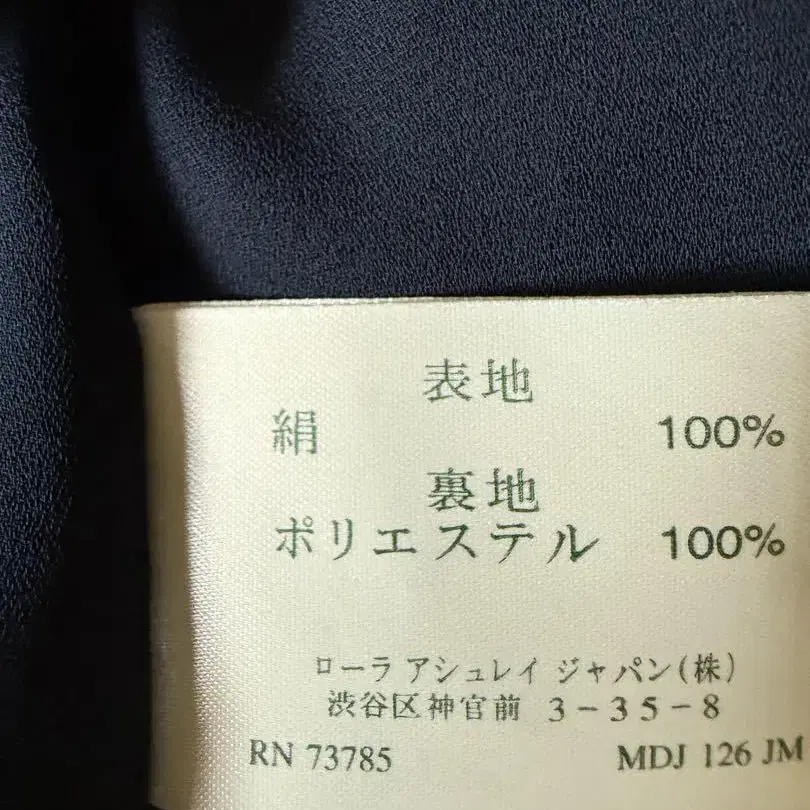 表地
絹 100%
裏地
ポリエステル 100%
ローラ アシュレイ ジャパン(株)
渋谷区神官前 3-35-8
RN 73785 MDJ 126 JM